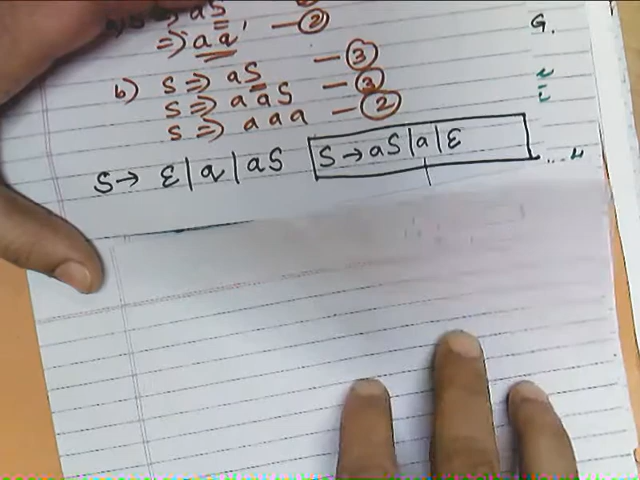 S ⇒ aS
⇒ aa — ②
b) S ⇒ aS — ③
S ⇒ aaS — ③
S ⇒ aaa — ②
S → ε | a | aS
S → aS | a | ε
G.